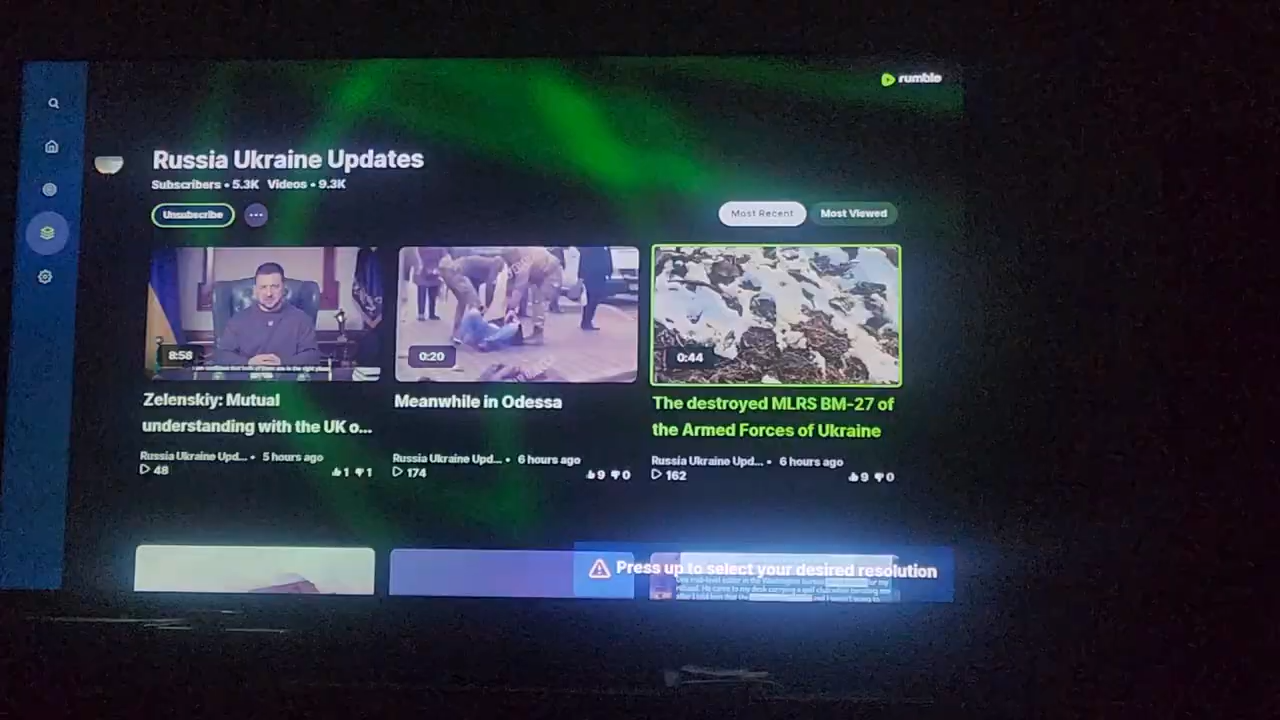 rumble
Russia Ukraine Updates
Subscribers • 5.3K Videos • 9.3K
Unsubscribe
Most Recent
Most Viewed
8:58
0:20
0:44
Zelenskiy: Mutual
understanding with the UK o...
Meanwhile in Odessa
The destroyed MLRS BM-27 of
the Armed Forces of Ukraine
Russia Ukraine Upd... • 5 hours ago
48
1 1
Russia Ukraine Upd... • 6 hours ago
174
9 0
Russia Ukraine Upd... • 6 hours ago
162
9 0
Press up to select your desired resolution